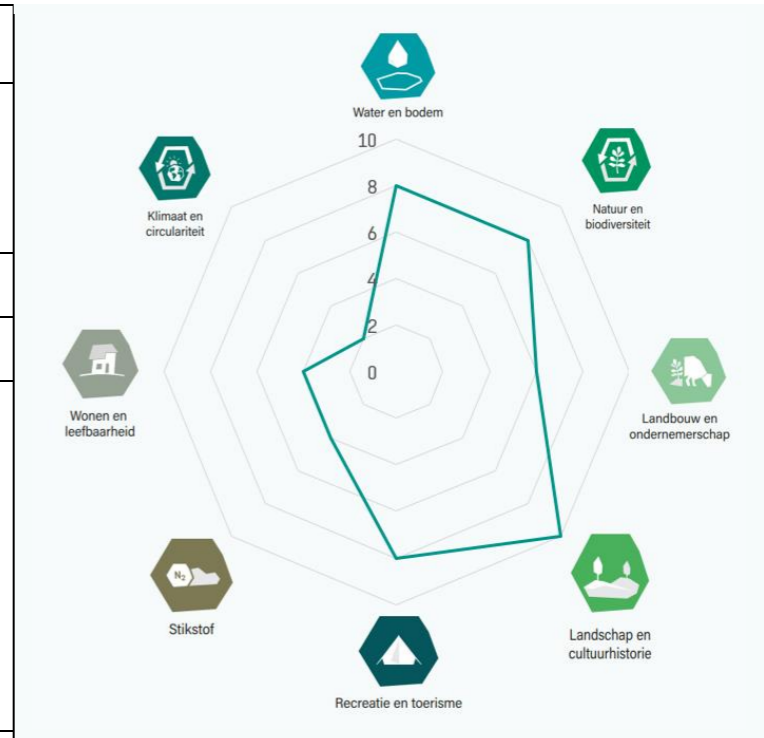 Water en bodem
10
8
6
4
2
0
Natuur en
biodiversiteit
Landbouw en
ondernemerschap
Landschap en
cultuurhistorie
Recreatie en toerisme
N2
Stikstof
Wonen en
leefbaarheid
Klimaat en
circulariteit